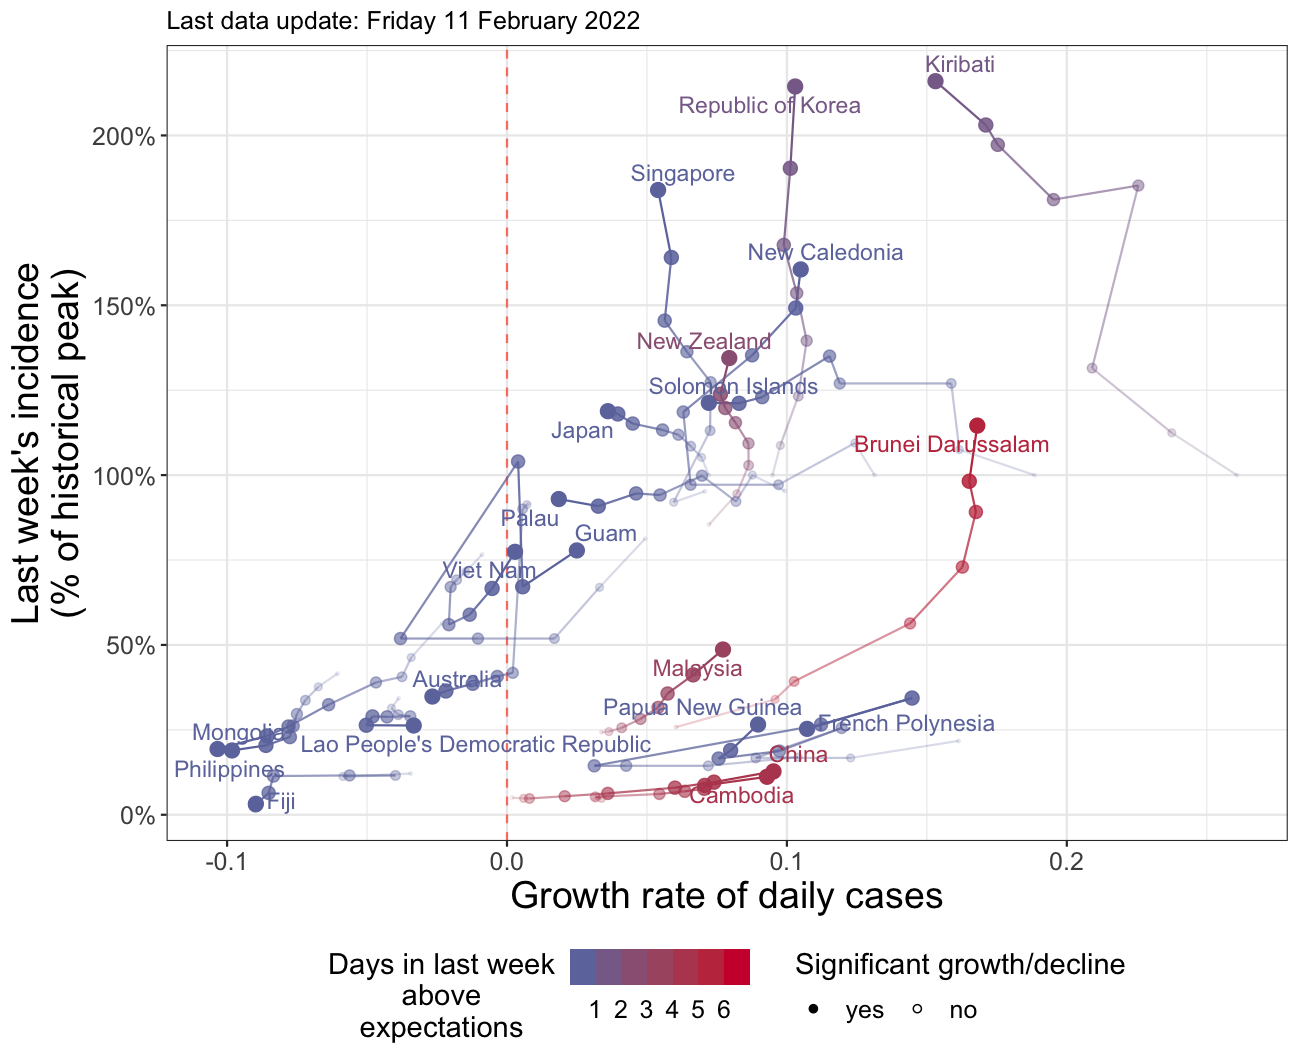 Last data update: Friday 11 February 2022
Last week's incidence
(% of historical peak)
200%
150%
100%
50%
0%
Kiribati
Republic of Korea
Singapore
New Caledonia
New Zealand
Soloman Islands
Japan
Brunei Darussalam
Palau
Guam
Viet Nam
Malaysia
Australia
Papua New Guinea
French Polynesia
Mongolia
Lao People's Democratic Republic
China
Philippines
Cambodia
Fiji
-0.1
0.0
0.1
0.2
Growth rate of daily cases
Days in last week
above
expectations
1 2 3 4 5 6
Significant growth/decline
yes no